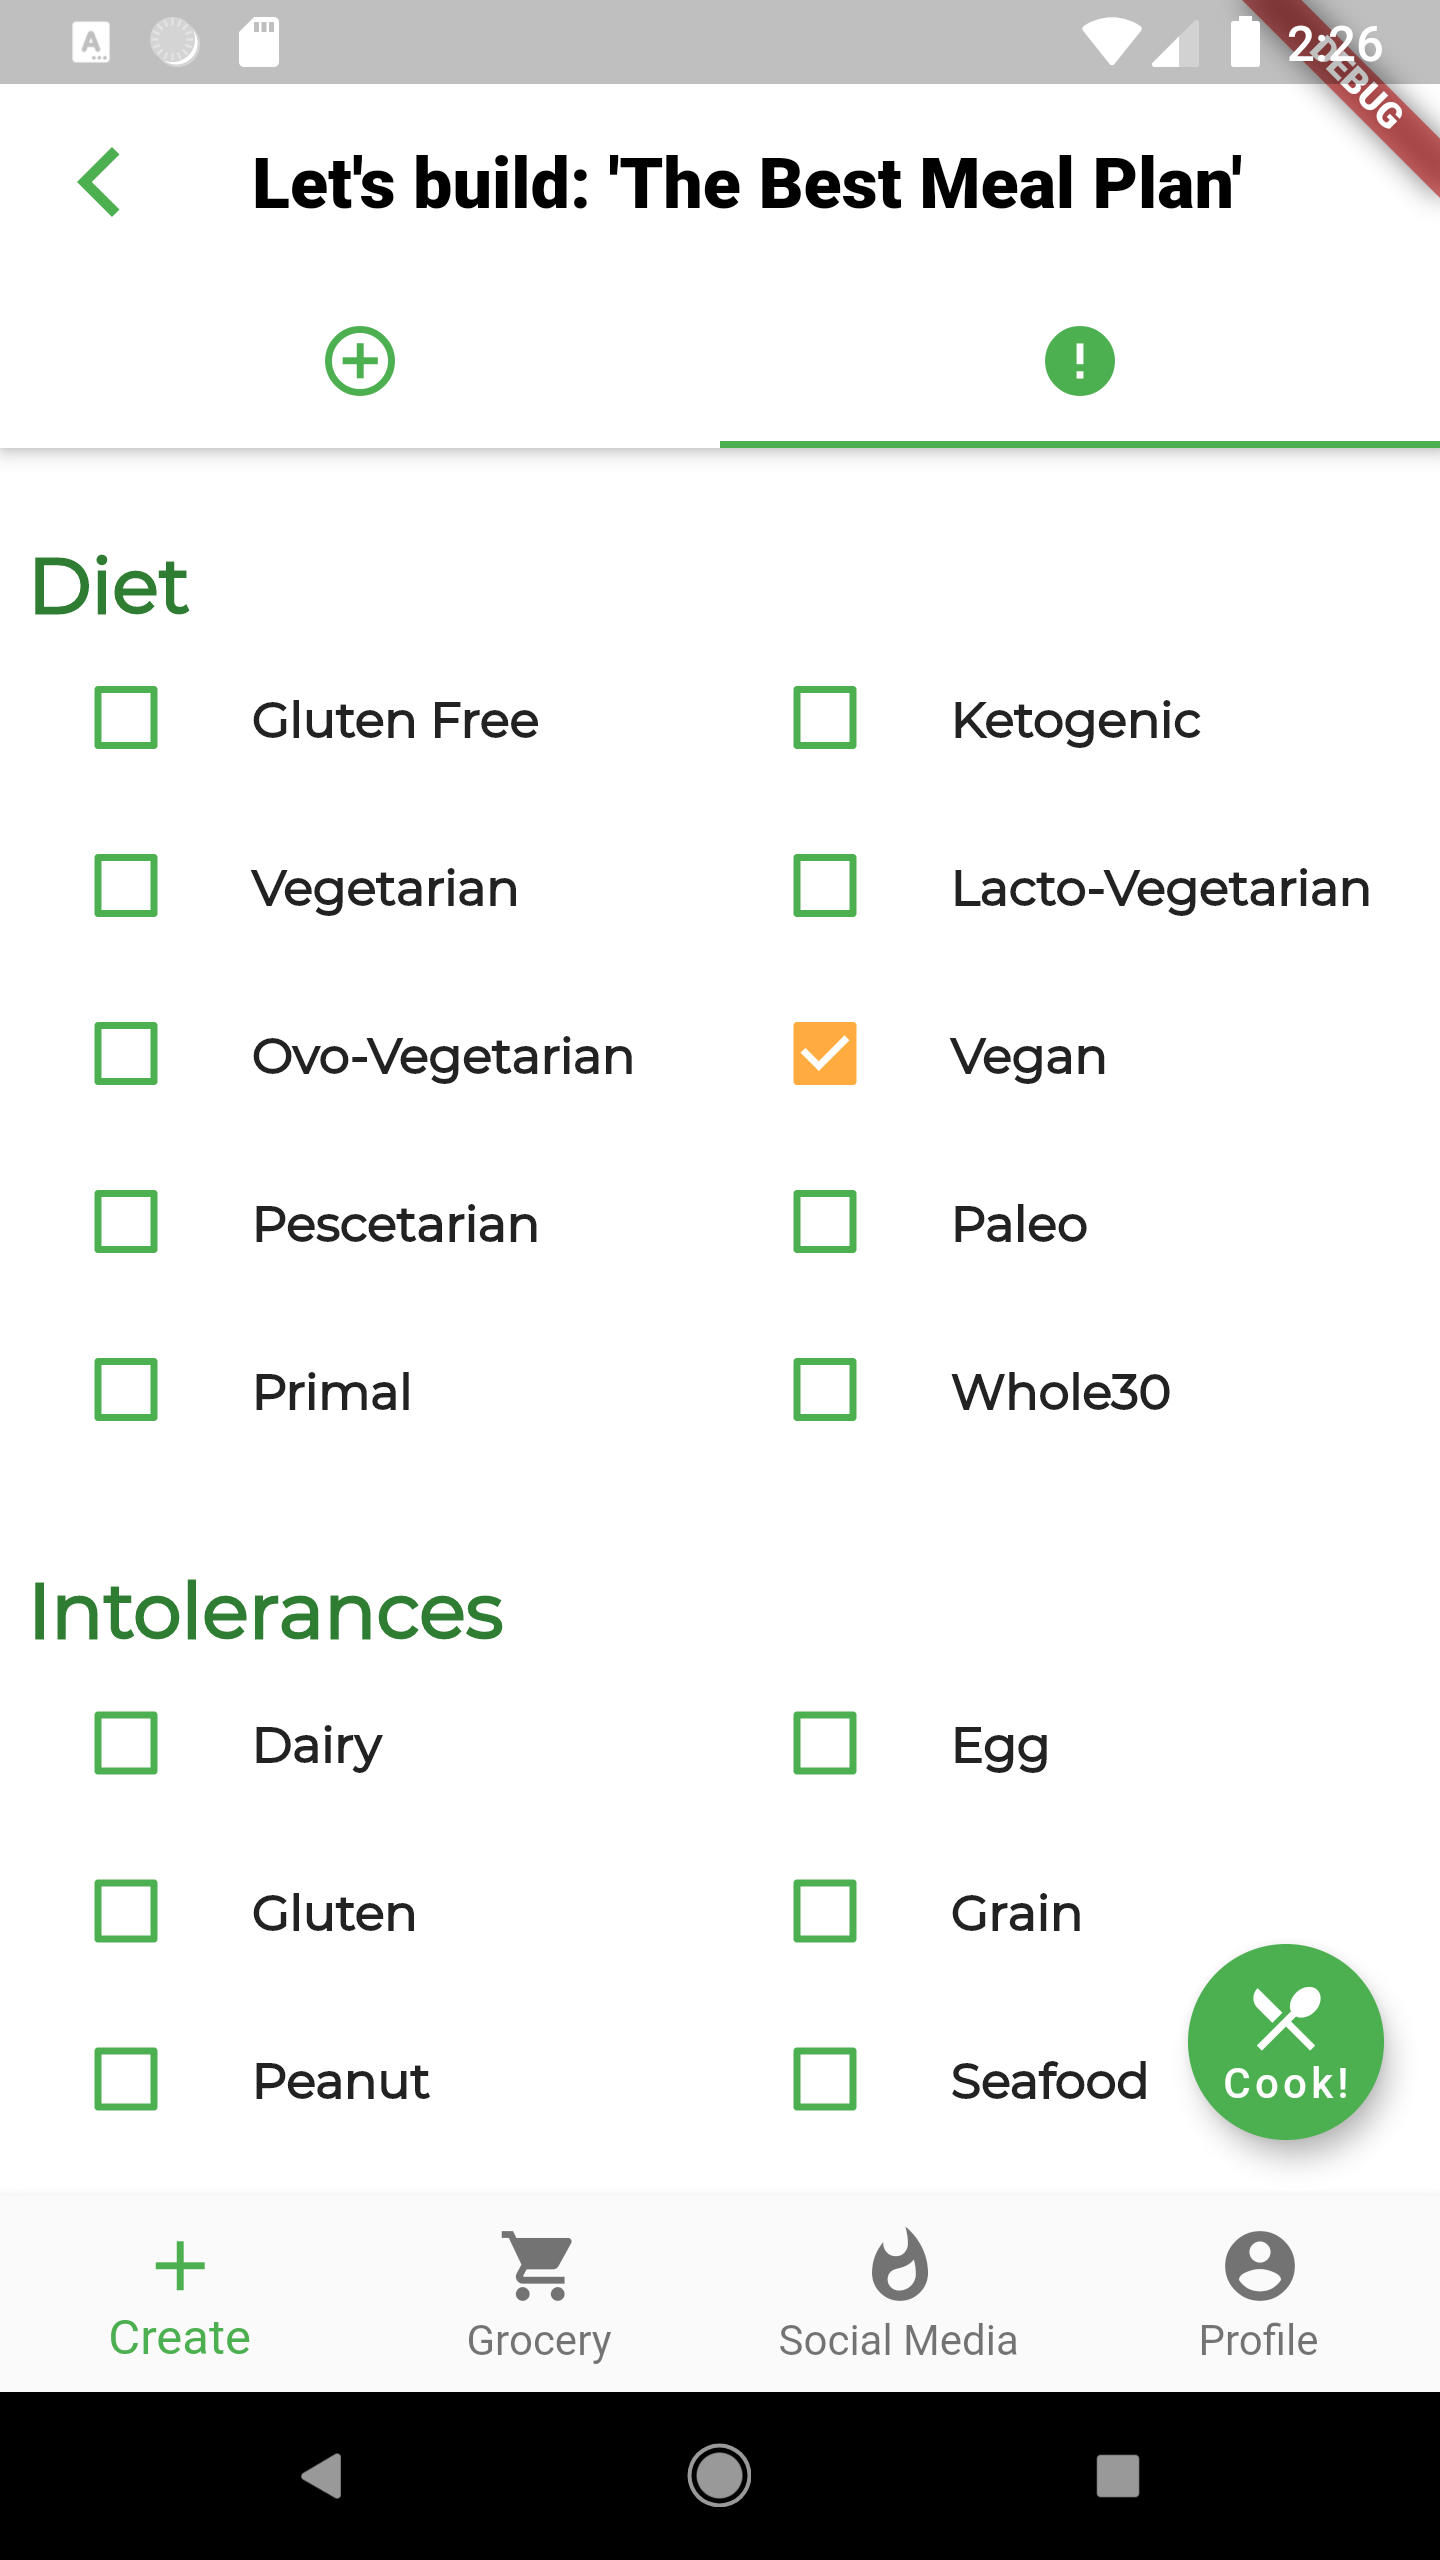 2:26
DEBUG
Let's build: 'The Best Meal Plan'
Diet
Gluten Free
Ketogenic
Vegetarian
Lacto-Vegetarian
Ovo-Vegetarian
Vegan
Pescetarian
Paleo
Primal
Whole30
Intolerances
Dairy
Egg
Gluten
Grain
Peanut
Seafood
Cook!
Create
Grocery
Social Media
Profile